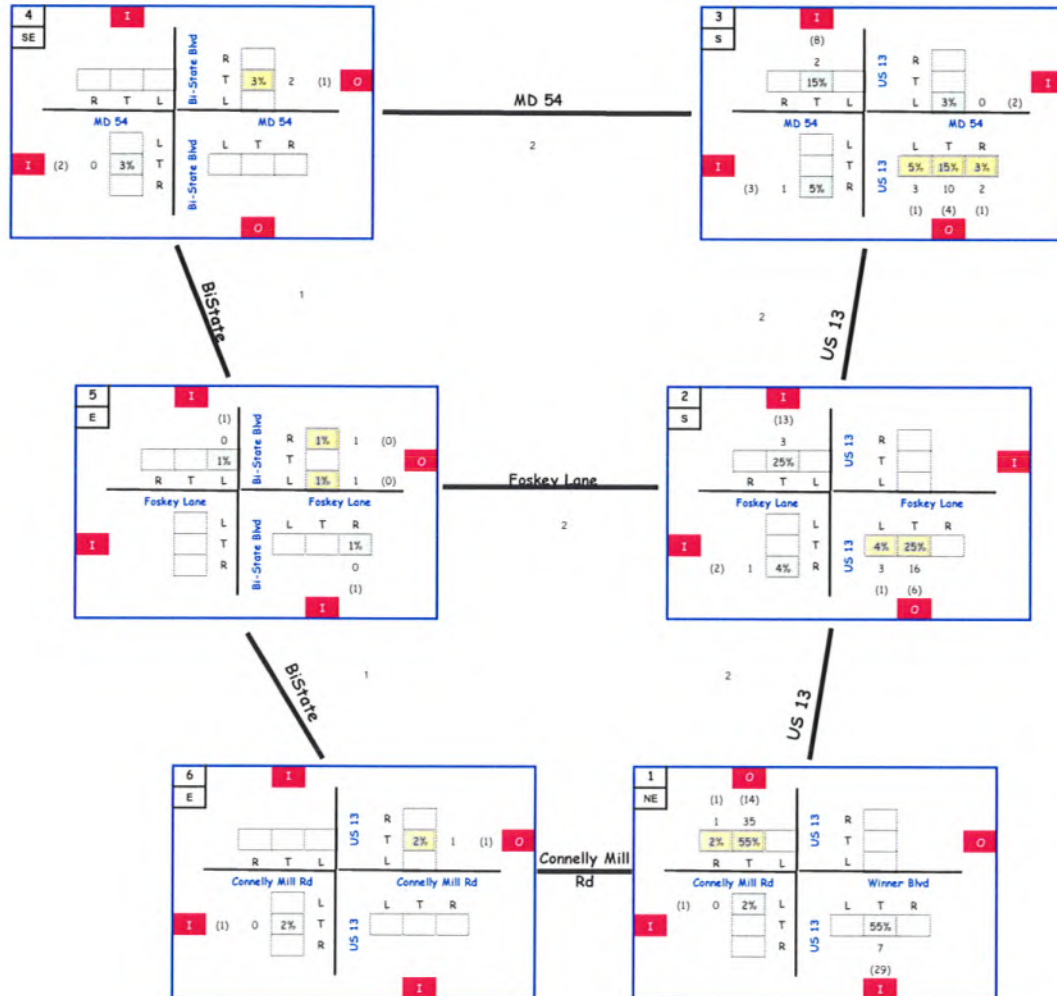 4
SE
I
Bi-State Blvd
R
T 3% 2 (1) O
L
R T L
MD 54
MD 54
I (2) 0 3%
L
T
R
Bi-State Blvd
L T R
O
MD 54
2
3
S
I
(8)
2
15%
R T L
US 13
R
T
L 3% 0 (2)
I
MD 54
MD 54
L
T
I (3) 1 5% R
US 13
L T R
5% 15% 3%
3 10 2
(1) (4) (1)
O
BiState
1
2
US 13
5
E
I
(1)
0
1%
R T L
Bi-State Blvd
R 1% 1 (0)
T
L 1% 1 (0)
O
Foskey Lane
Foskey Lane
I
L
T
R
Bi-State Blvd
L T R
1%
0
(1)
I
Foskey Lane
2
2
S
I
(13)
3
25%
R T L
US 13
R
T
L
I
Foskey Lane
Foskey Lane
L
T
I (2) 1 4% R
US 13
L T R
4% 25%
3 16
(1) (6)
O
BiState
1
2
US 13
6
E
I
R T L
US 13
R
T 2% 1 (1) O
L
Connelly Mill Rd
Connelly Mill Rd
L
I (1) 0 2% T
R
US 13
L T R
I
Connelly Mill
Rd
1
NE
O
(1) (14)
1 35
2% 55%
R T L
US 13
R
T
L
O
Connelly Mill Rd
Winner Blvd
I (1) 0 2% L
T
R
US 13
L T R
55%
7
(29)
I